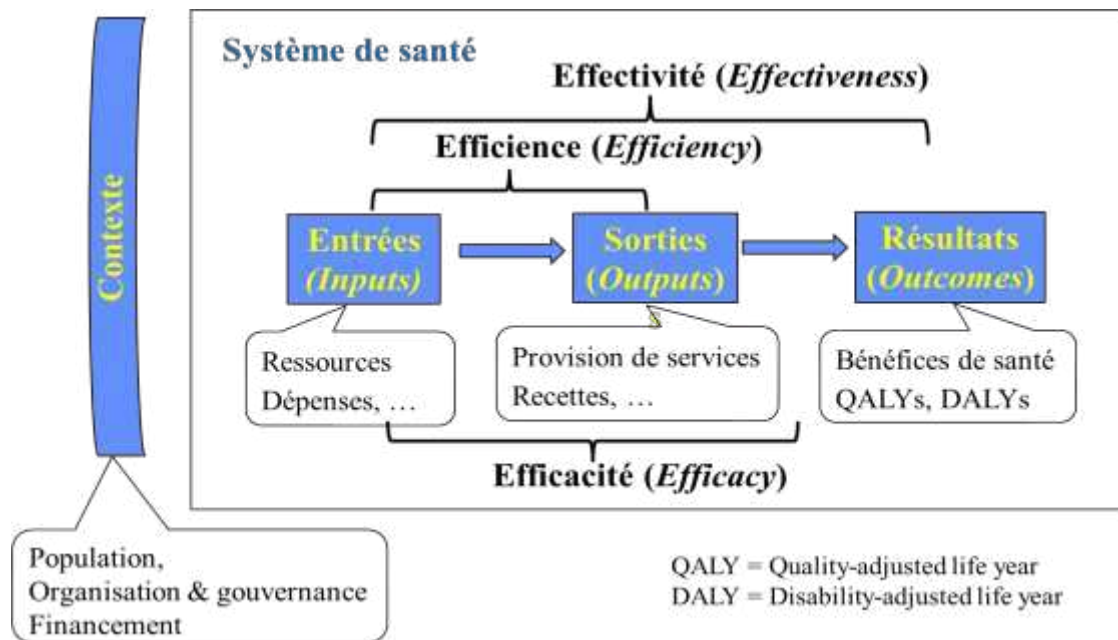 Contexte
Système de santé
Effectivité (Effectiveness)
Efficience (Efficiency)
Entrées
(Inputs)
Sorties
(Outputs)
Résultats
(Outcomes)
Ressources
Dépenses, …
Provision de services
Recettes, …
Bénéfices de santé
QALYs, DALYs
Efficacité (Efficacy)
Population,
Organisation & gouvernance
Financement
QALY = Quality-adjusted life year
DALY = Disability-adjusted life year